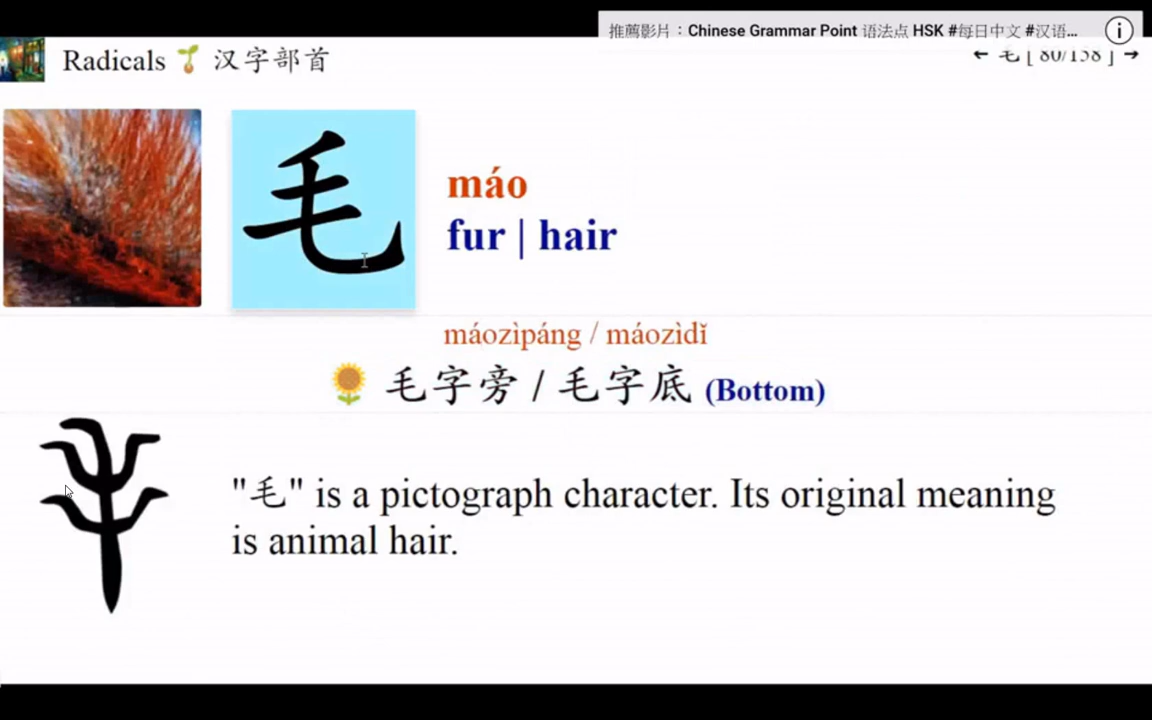 推薦影片：Chinese Grammar Point 语法点 HSK #每日中文 #汉语...
Radicals 🌱 汉字部首
← 毛 [ 80/158 ] →
毛
máo
fur | hair
máozìpáng / máozìdǐ
🌻 毛字旁 / 毛字底 (Bottom)
"毛" is a pictograph character. Its original meaning
is animal hair.